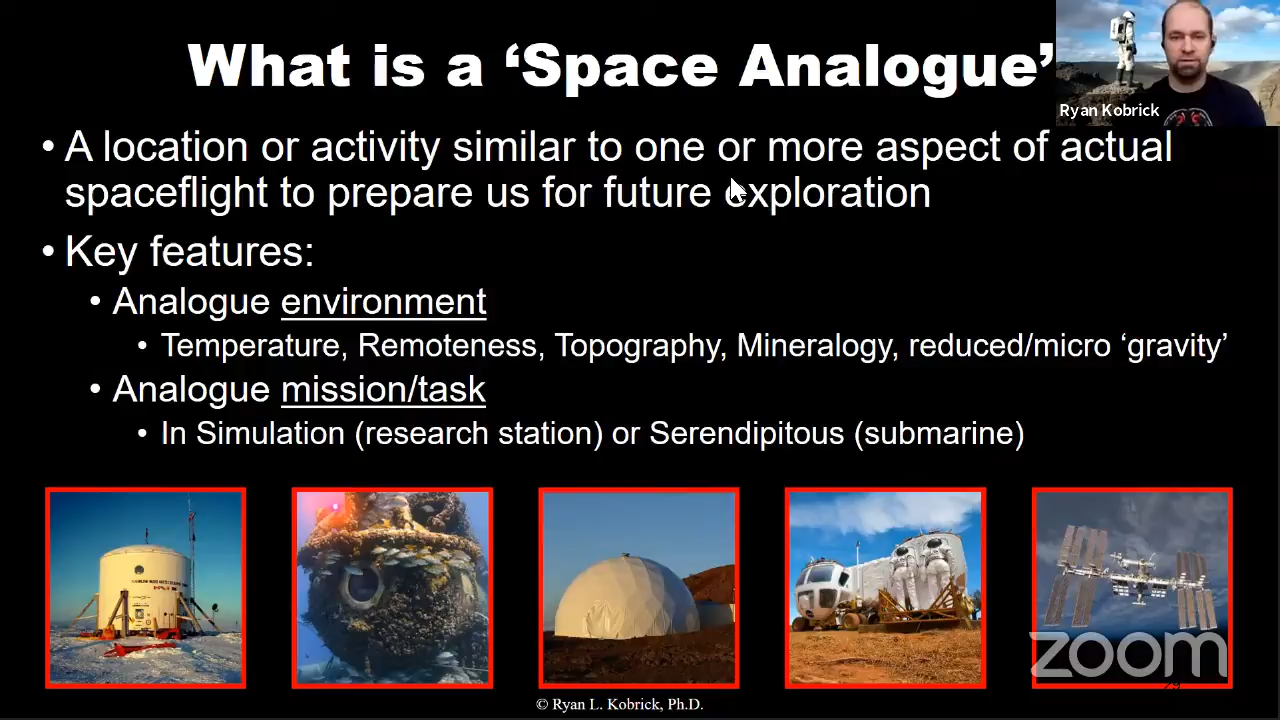 What is a ‘Space Analogue’
Ryan Kobrick
• A location or activity similar to one or more aspect of actual
spaceflight to prepare us for future exploration
• Key features:
• Analogue environment
• Temperature, Remoteness, Topography, Mineralogy, reduced/micro ‘gravity’
• Analogue mission/task
• In Simulation (research station) or Serendipitous (submarine)
zoom
© Ryan L. Kobrick, Ph.D.